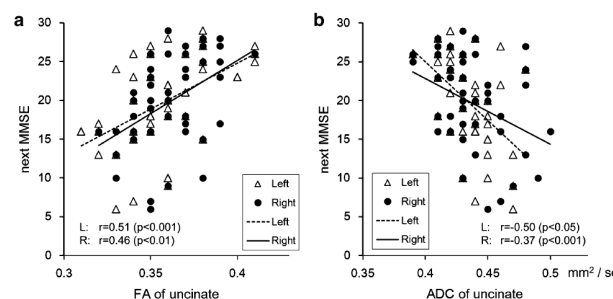 a
next MMSE
30
25
20
15
10
5
0
Left
Right
Left
Right
L: r=0.51 (p<0.001)
R: r=0.46 (p<0.01)
0.3 0.35 0.4
FA of uncinate
b
next MMSE
30
25
20
15
10
5
0
Left
Right
Left
Right
L: r=-0.50 (p<0.05)
R: r=-0.37 (p<0.001)
0.35 0.4 0.45 0.5 mm² / se
ADC of uncinate